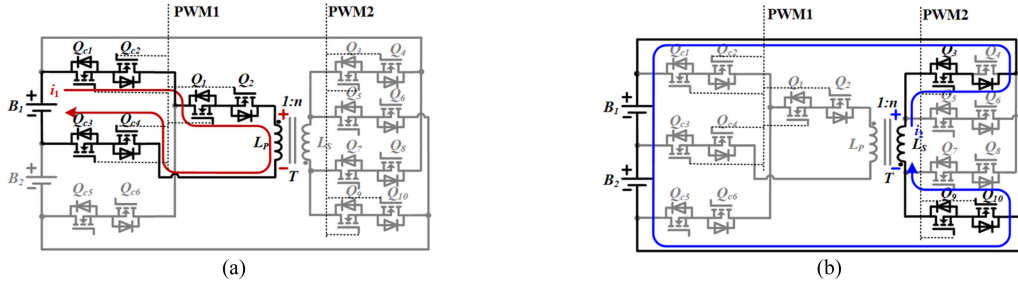 PWM1 PWM2
Qc1 Qc2 Q3 Q4
Q1 Q2
i1 1:n Q5 Q6
B1 + + 
Qc3 Qc4 LP LS
Q7 Q8
B2 + − T
Qc5 Qc6 Q9 Q10
(a)
PWM1 PWM2
Qc1 Qc2 Q3 Q4
Q1 Q2
1:n Q5 Q6
B1 + +
Qc3 Qc4 LP LS
Q7 Q8
B2 + − T
Qc5 Qc6 Q9 Q10
(b)